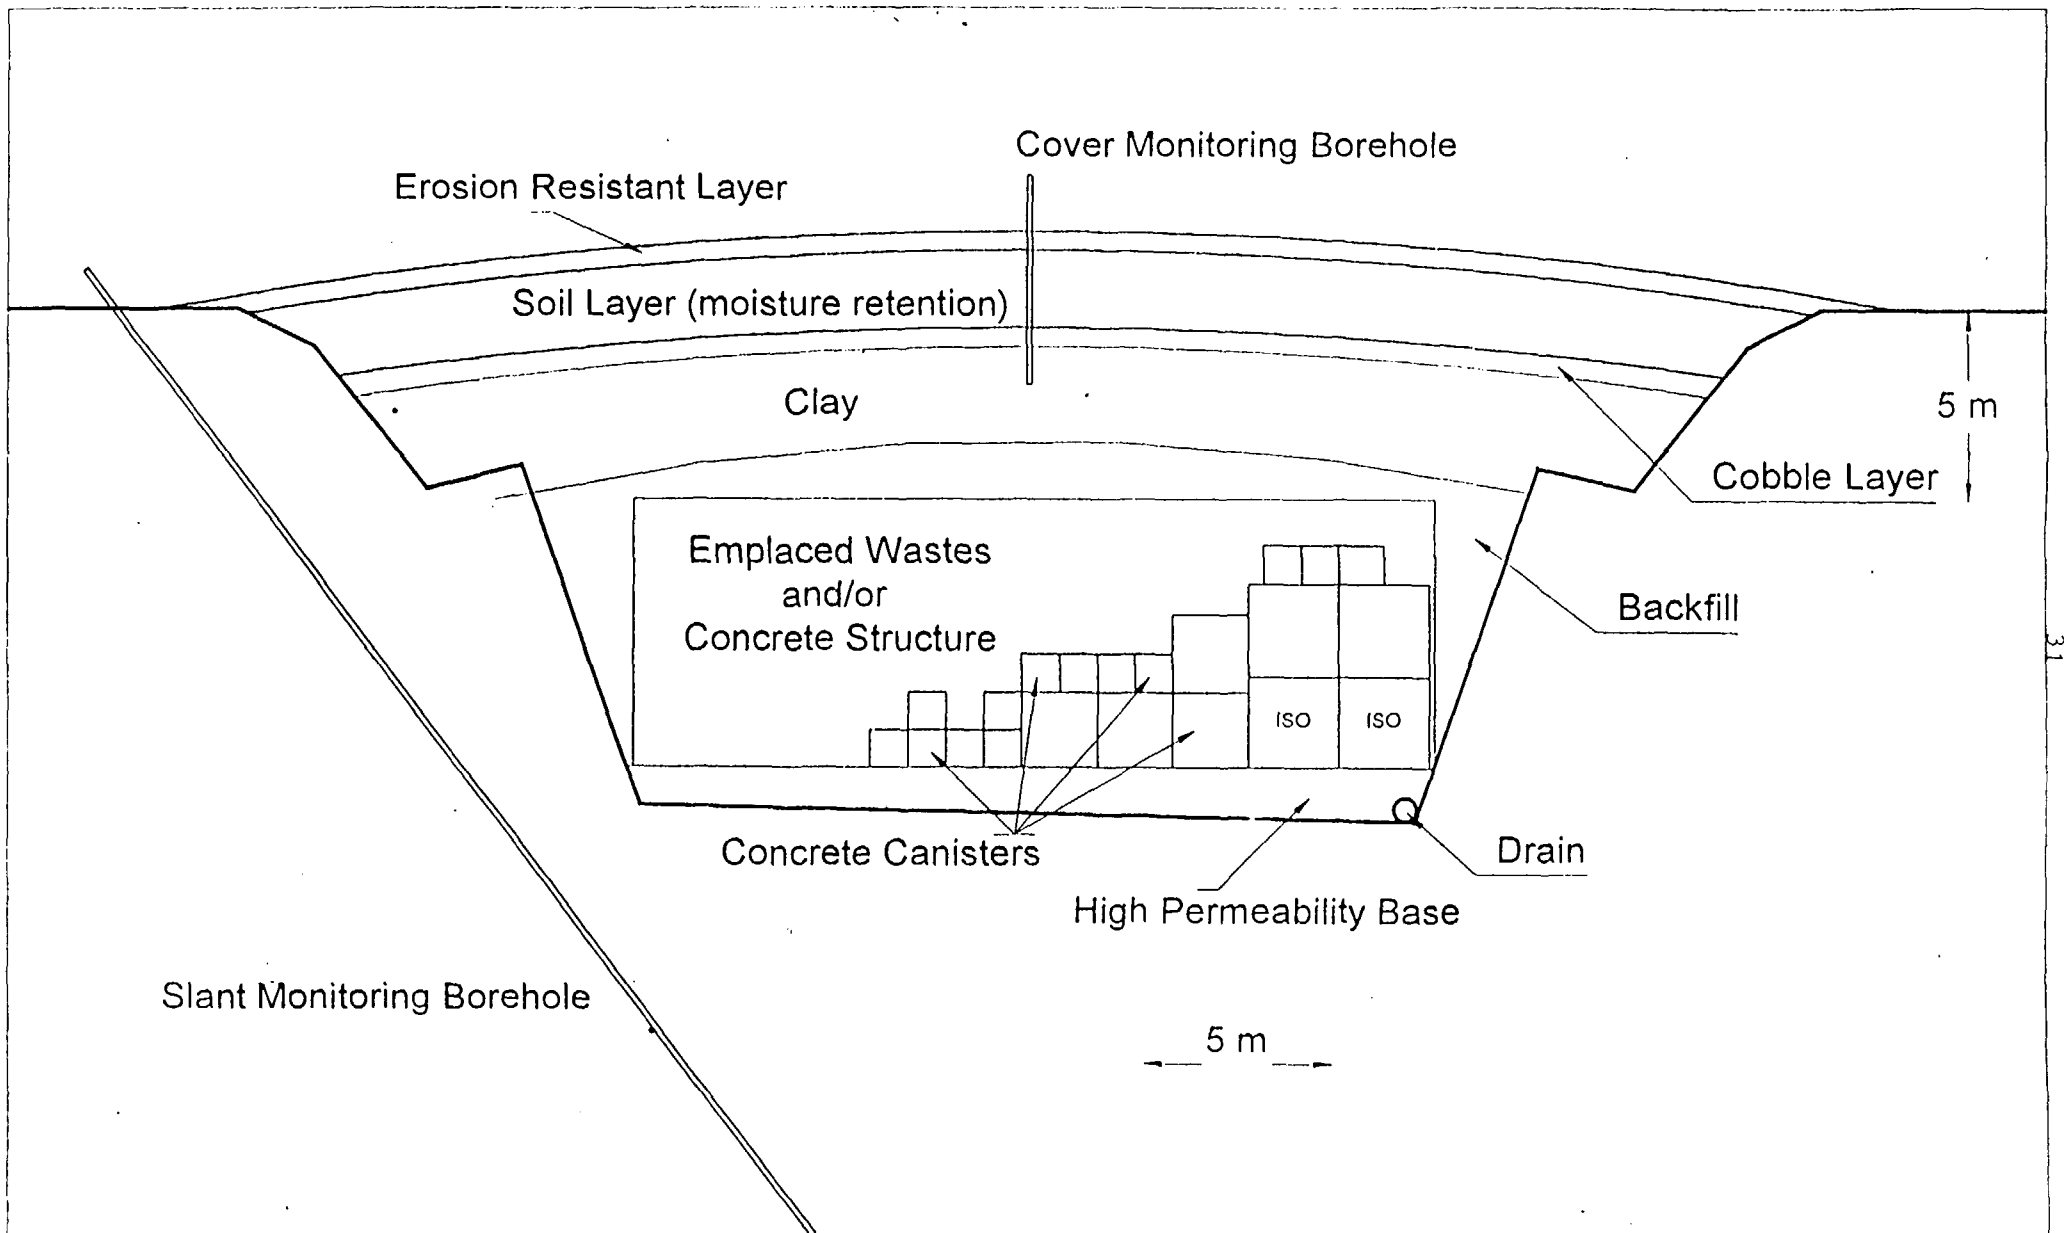 Cover Monitoring Borehole
Erosion Resistant Layer
Soil Layer (moisture retention)
Clay
5 m
Cobble Layer
Emplaced Wastes
and/or
Concrete Structure
Backfill
31
ISO
ISO
Concrete Canisters
Drain
High Permeability Base
Slant Monitoring Borehole
5 m